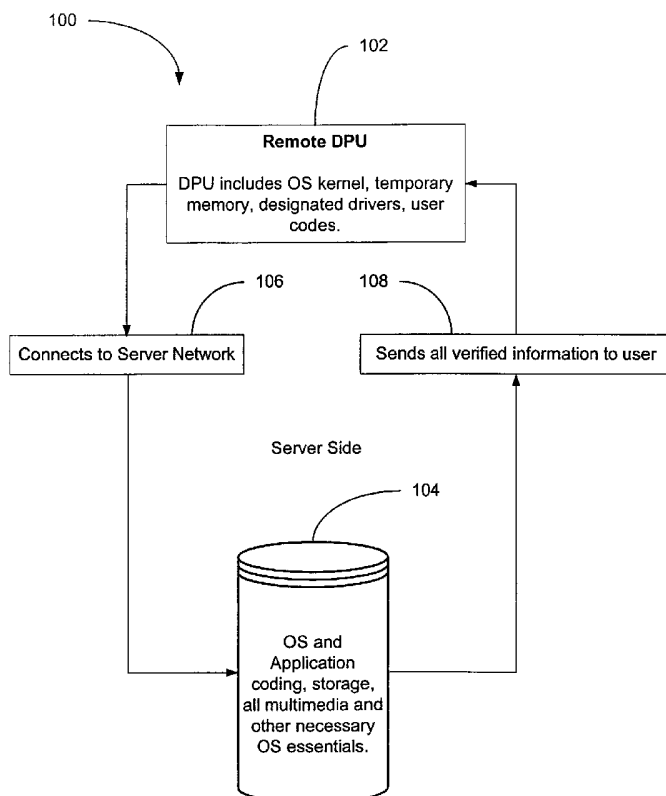 100
102
Remote DPU
DPU includes OS kernel, temporary
memory, designated drivers, user
codes.
106
108
Connects to Server Network
Sends all verified information to user
Server Side
104
OS and
Application
coding, storage,
all multimedia and
other necessary
OS essentials.